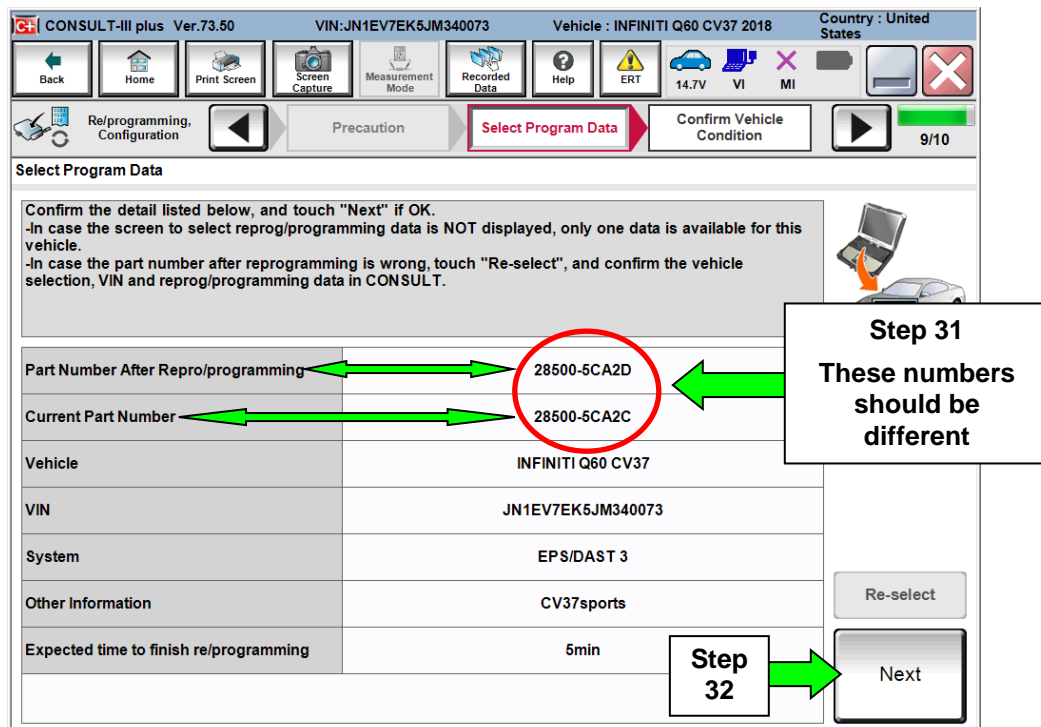 CONSULT-III plus Ver.73.50 VIN:JN1EV7EK5JM340073 Vehicle : INFINITI Q60 CV37 2018 Country : United
States
Back Home Print Screen Screen
Capture Measurement
Mode Recorded
Data Help ERT 14.7V VI MI
Re/programming,
Configuration
Precaution
Select Program Data
Confirm Vehicle
Condition
9/10
Select Program Data
Confirm the detail listed below, and touch "Next" if OK.
-In case the screen to select reprog/programming data is NOT displayed, only one data is available for this
vehicle.
-In case the part number after reprogramming is wrong, touch "Re-select", and confirm the vehicle
selection, VIN and reprog/programming data in CONSULT.
Step 31
These numbers
should be
different
Part Number After Repro/programming 28500-5CA2D
Current Part Number 28500-5CA2C
Vehicle INFINITI Q60 CV37
VIN JN1EV7EK5JM340073
System EPS/DAST 3
Other Information CV37sports
Expected time to finish re/programming 5min
Re-select
Step
32
Next